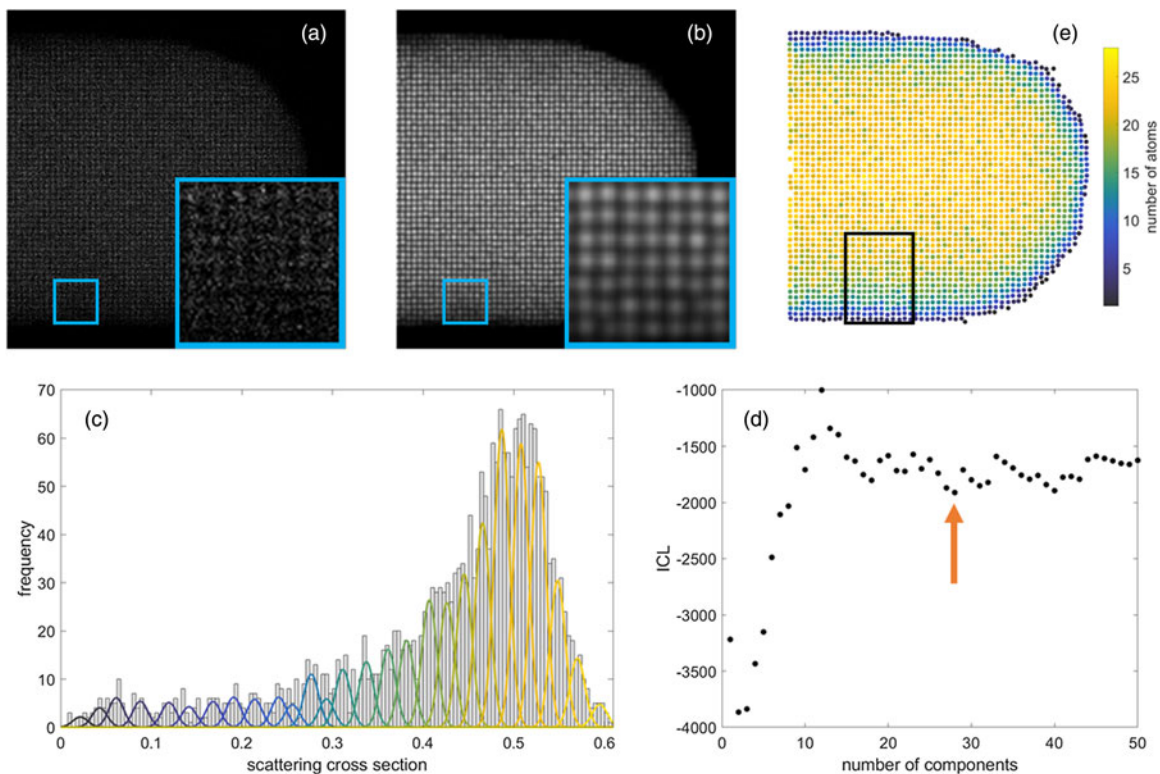 (a)
(b)
(e)
25
20
15
10
5
number of atoms
(c)
70
60
50
40
30
20
10
0
frequency
0 0.1 0.2 0.3 0.4 0.5 0.6
scattering cross section
(d)
-1000
-1500
-2000
-2500
-3000
-3500
-4000
ICL
0 10 20 30 40 50
number of components